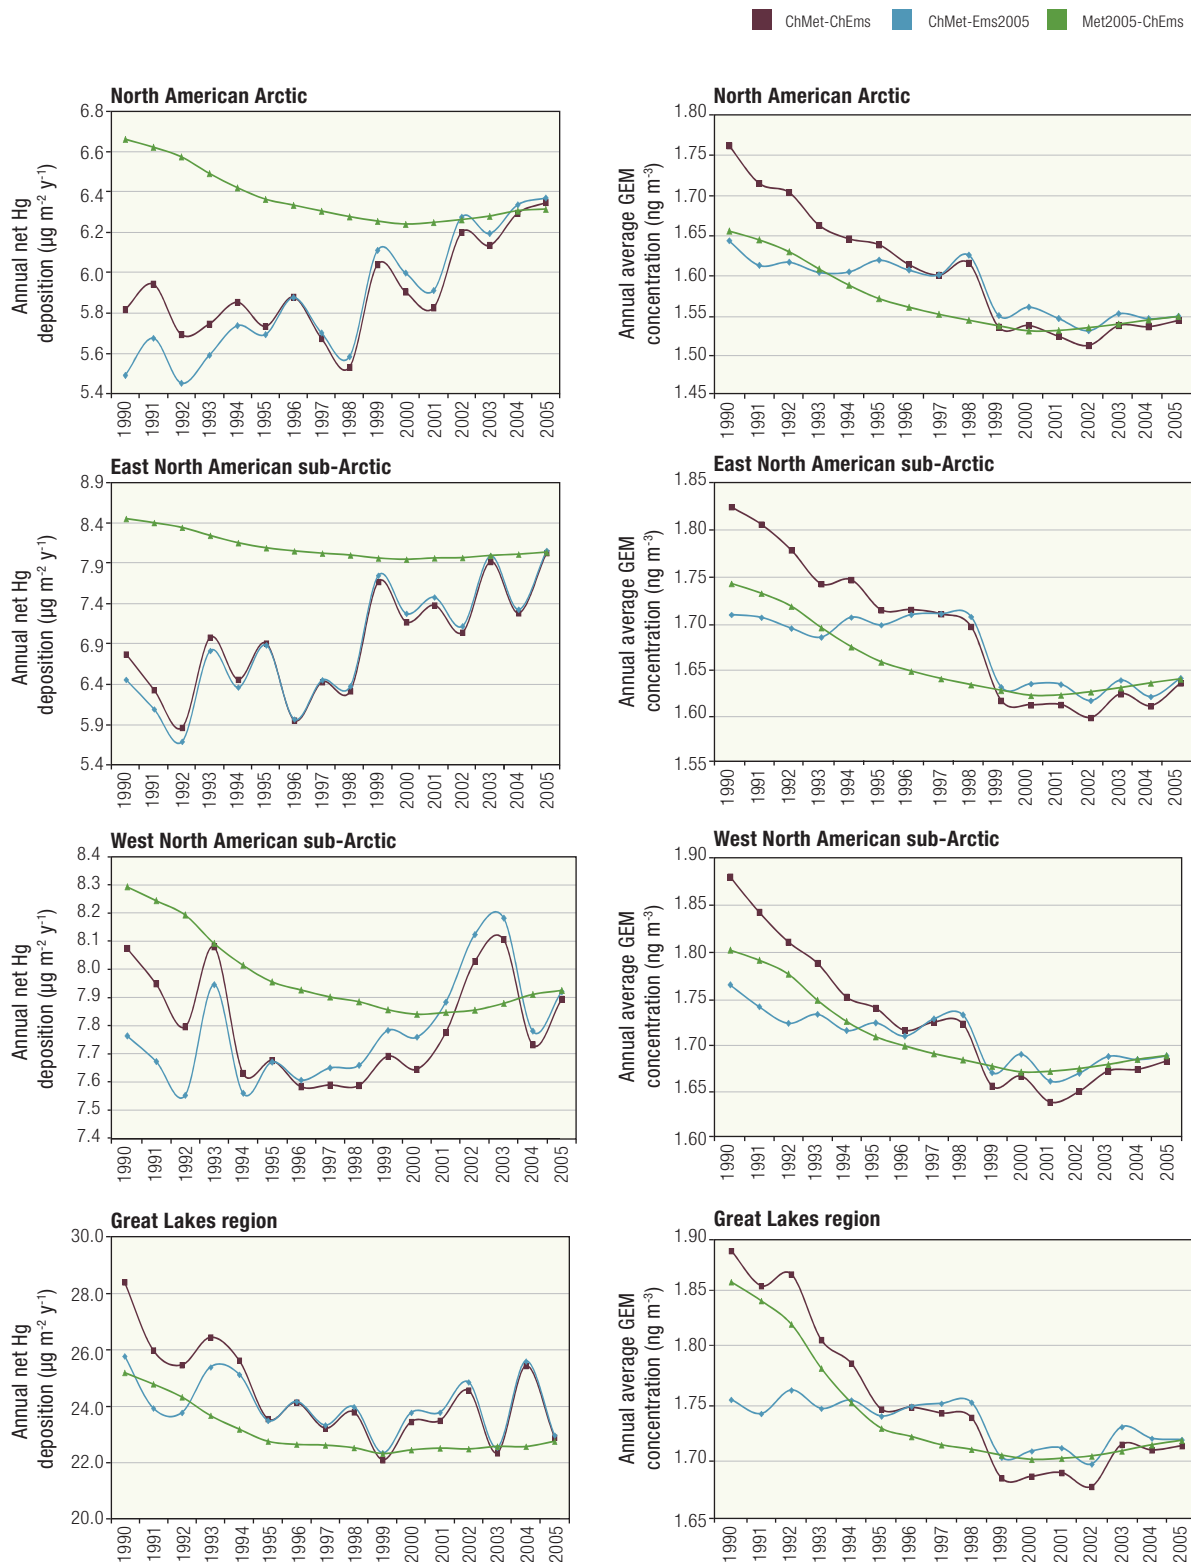 ChMet-ChEms ChMet-Ems2005 Met2005-ChEms
North American Arctic
Annual net Hg
deposition (µg m-2 y-1)
6.8
6.6
6.4
6.2
6.0
5.8
5.6
5.4
1990 1991 1992 1993 1994 1995 1996 1997 1998 1999 2000 2001 2002 2003 2004 2005
North American Arctic
Annual average GEM
concentration (ng m-3)
1.80
1.75
1.70
1.65
1.60
1.55
1.50
1.45
1990 1991 1992 1993 1994 1995 1996 1997 1998 1999 2000 2001 2002 2003 2004 2005
East North American sub-Arctic
Annual net Hg
deposition (µg m-2 y-1)
8.9
8.4
7.9
7.4
6.9
6.4
5.9
5.4
1990 1991 1992 1993 1994 1995 1996 1997 1998 1999 2000 2001 2002 2003 2004 2005
East North American sub-Arctic
Annual average GEM
concentration (ng m-3)
1.85
1.80
1.75
1.70
1.65
1.60
1.55
1990 1991 1992 1993 1994 1995 1996 1997 1998 1999 2000 2001 2002 2003 2004 2005
West North American sub-Arctic
Annual net Hg
deposition (µg m-2 y-1)
8.4
8.3
8.2
8.1
8.0
7.9
7.8
7.7
7.6
7.5
7.4
1990 1991 1992 1993 1994 1995 1996 1997 1998 1999 2000 2001 2002 2003 2004 2005
West North American sub-Arctic
Annual average GEM
concentration (ng m-3)
1.90
1.85
1.80
1.75
1.70
1.65
1.60
1990 1991 1992 1993 1994 1995 1996 1997 1998 1999 2000 2001 2002 2003 2004 2005
Great Lakes region
Annual net Hg
deposition (µg m-2 y-1)
30.0
28.0
26.0
24.0
22.0
20.0
1990 1991 1992 1993 1994 1995 1996 1997 1998 1999 2000 2001 2002 2003 2004 2005
Great Lakes region
Annual average GEM
concentration (ng m-3)
1.90
1.85
1.80
1.75
1.70
1.65
1990 1991 1992 1993 1994 1995 1996 1997 1998 1999 2000 2001 2002 2003 2004 2005